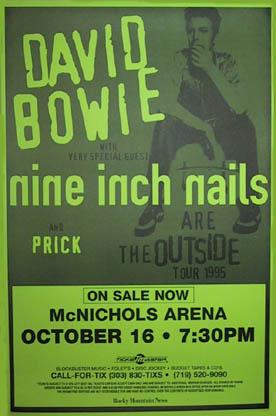 DAVID
BOWIE
WITH
VERY SPECIAL GUEST
nine inch nails
AND
PRICK
ARE
THE OUTSIDE
TOUR 1995
ON SALE NOW
McNICHOLS ARENA
OCTOBER 16 • 7:30PM
TICKETMASTER
BLOCKBUSTER MUSIC • FOLEY'S • DISC JOCKEY • BUDGET TAPES & CD'S
CALL-FOR-TIX (303) 830-TIXS • (719) 520-9090
Rocky Mountain News